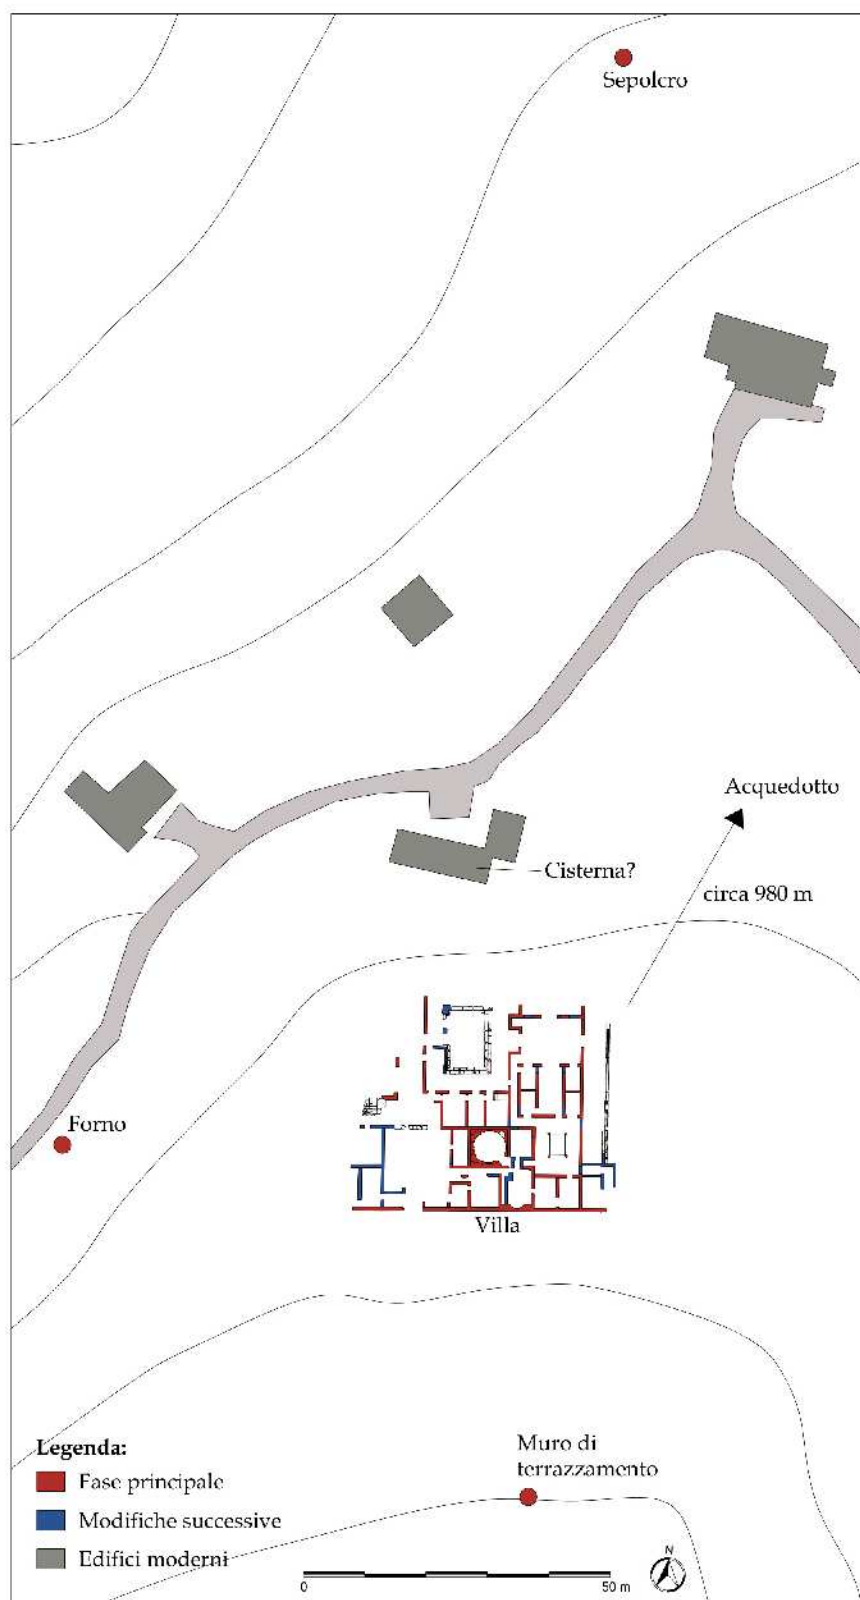 Sepolcro
Acquedotto
Cisterna?
circa 980 m
Forno
Villa
Muro di
terrazzamento
Legenda:
Fase principale
Modifiche successive
Edifici moderni
0
50 m
N